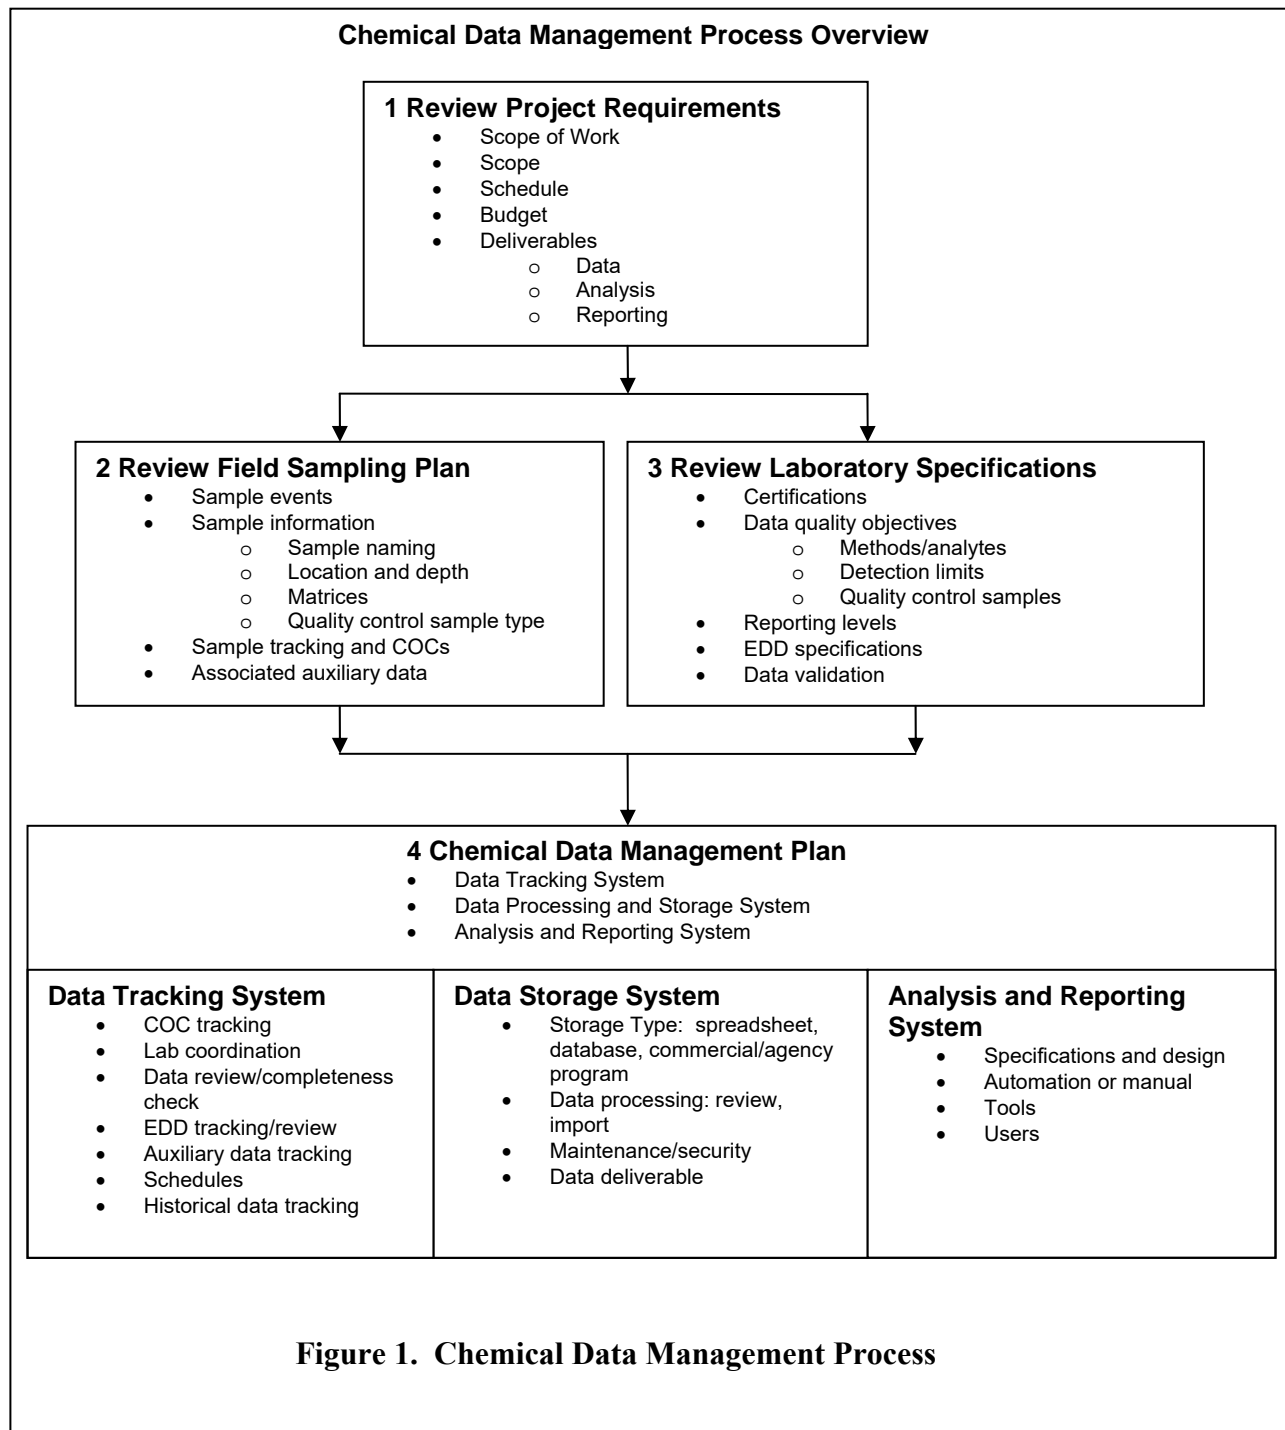 Chemical Data Management Process Overview
1 Review Project Requirements
• Scope of Work
• Scope
• Schedule
• Budget
• Deliverables
o Data
o Analysis
o Reporting
2 Review Field Sampling Plan
• Sample events
• Sample information
o Sample naming
o Location and depth
o Matrices
o Quality control sample type
• Sample tracking and COCs
• Associated auxiliary data
3 Review Laboratory Specifications
• Certifications
• Data quality objectives
o Methods/analytes
o Detection limits
o Quality control samples
• Reporting levels
• EDD specifications
• Data validation
4 Chemical Data Management Plan
• Data Tracking System
• Data Processing and Storage System
• Analysis and Reporting System
Data Tracking System
• COC tracking
• Lab coordination
• Data review/completeness
check
• EDD tracking/review
• Auxiliary data tracking
• Schedules
• Historical data tracking
Data Storage System
• Storage Type: spreadsheet,
database, commercial/agency
program
• Data processing: review,
import
• Maintenance/security
• Data deliverable
Analysis and Reporting
System
• Specifications and design
• Automation or manual
• Tools
• Users
Figure 1. Chemical Data Management Process